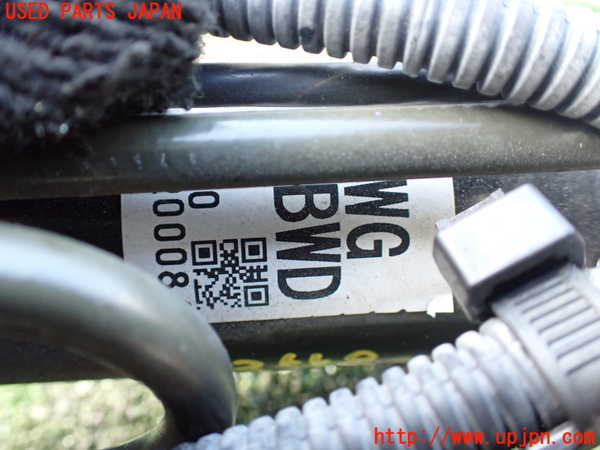 USED PARTS JAPAN
WG
BWD
0
0008
http://www.upjpn.com/